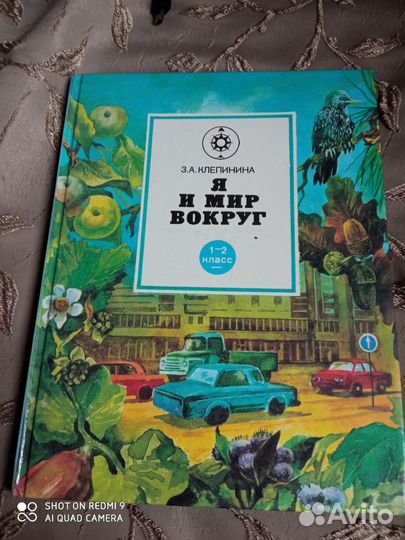 З.А.КЛЕПИНИНА
Я
И МИР
ВОКРУГ
1–2
класс
SHOT ON REDMI 9
AI QUAD CAMERA
Avito